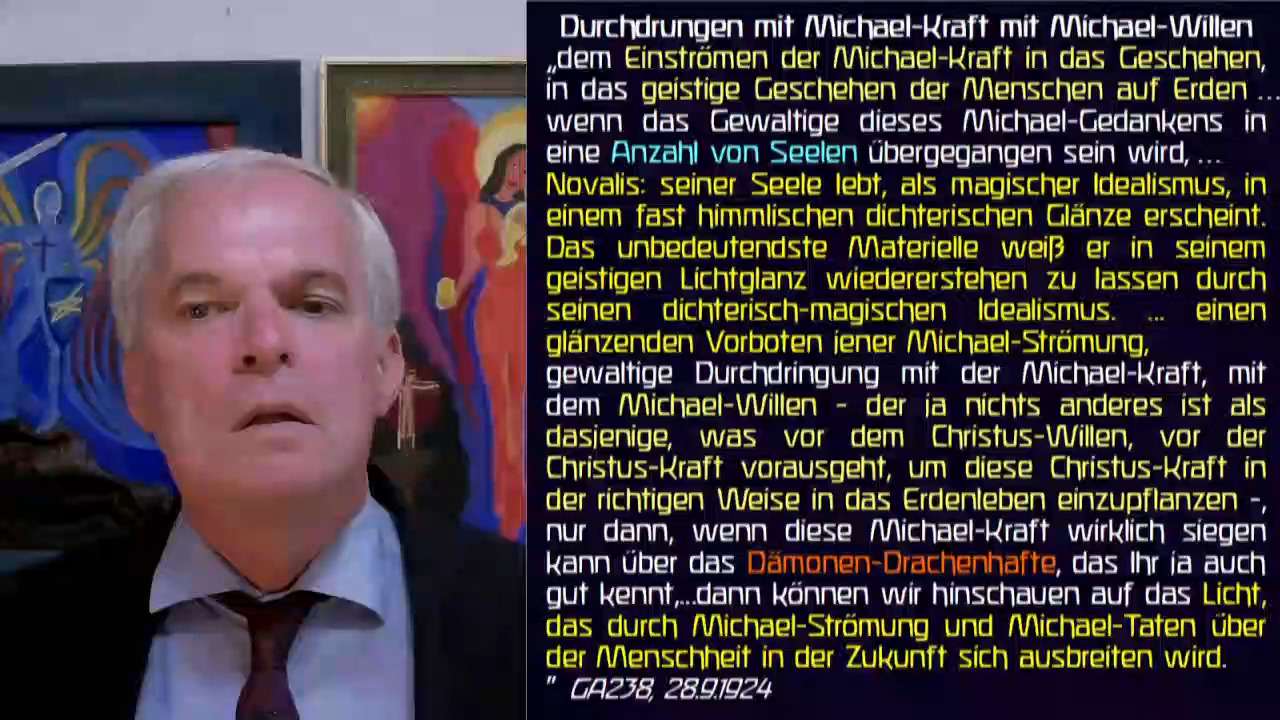 Durchdrungen mit Michael-Kraft mit Michael-Willen
„dem Einströmen der Michael-Kraft in das Geschehen,
in das geistige Geschehen der Menschen auf Erden ...
wenn das Gewaltige dieses Michael-Gedankens in
eine Anzahl von Seelen übergegangen sein wird, ...
Novalis: seiner Seele lebt, als magischer Idealismus, in
einem fast himmlischen dichterischen Glänze erscheint.
Das unbedeutendste Materielle weiß er in seinem
geistigen Lichtglanz wiedererstehen zu lassen durch
seinen dichterisch-magischen Idealismus. ... einen
glänzenden Vorboten jener Michael-Strömung,
gewaltige Durchdringung mit der Michael-Kraft, mit
dem Michael-Willen - der ja nichts anderes ist als
dasjenige, was vor dem Christus-Willen, vor der
Christus-Kraft vorausgeht, um diese Christus-Kraft in
der richtigen Weise in das Erdenleben einzupflanzen -,
nur dann, wenn diese Michael-Kraft wirklich siegen
kann über das Dämonen-Drachenhafte, das Ihr ja auch
gut kennt,...dann können wir hinschauen auf das Licht,
das durch Michael-Strömung und Michael-Taten über
der Menschheit in der Zukunft sich ausbreiten wird.
" GA238, 28.9.1924